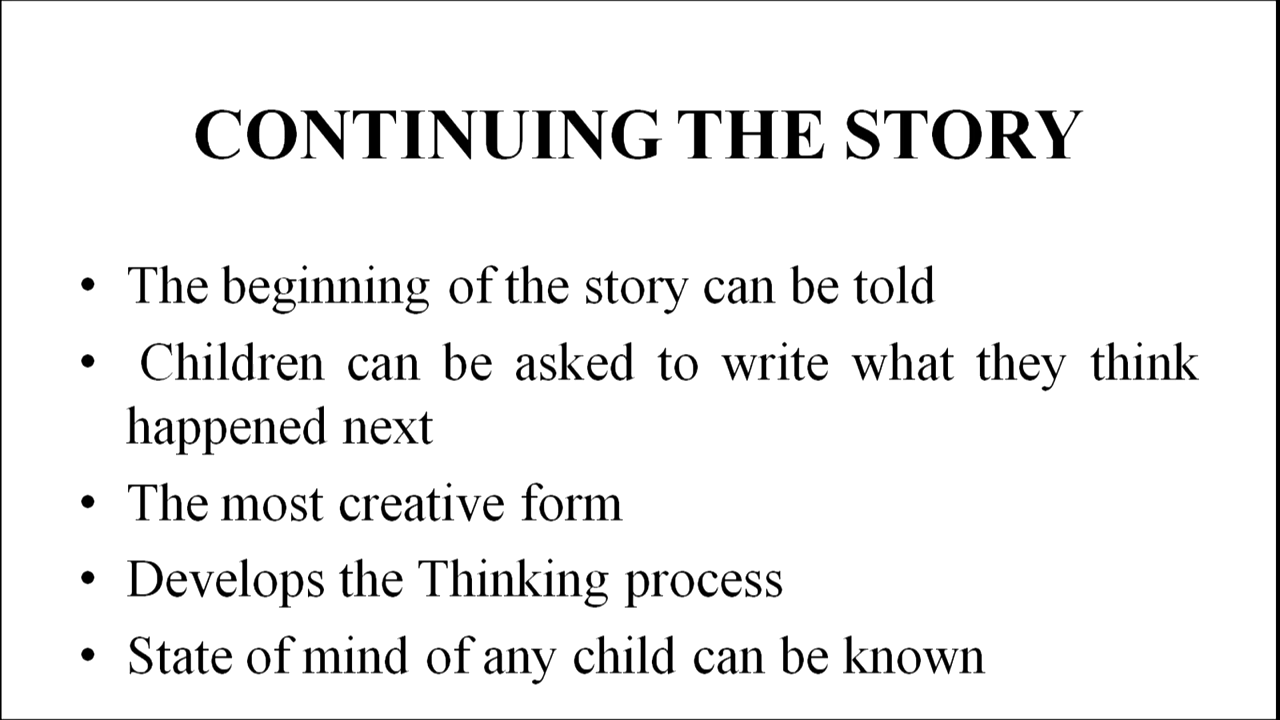 CONTINUING THE STORY
• The beginning of the story can be told
• Children can be asked to write what they think
happened next
• The most creative form
• Develops the Thinking process
• State of mind of any child can be known